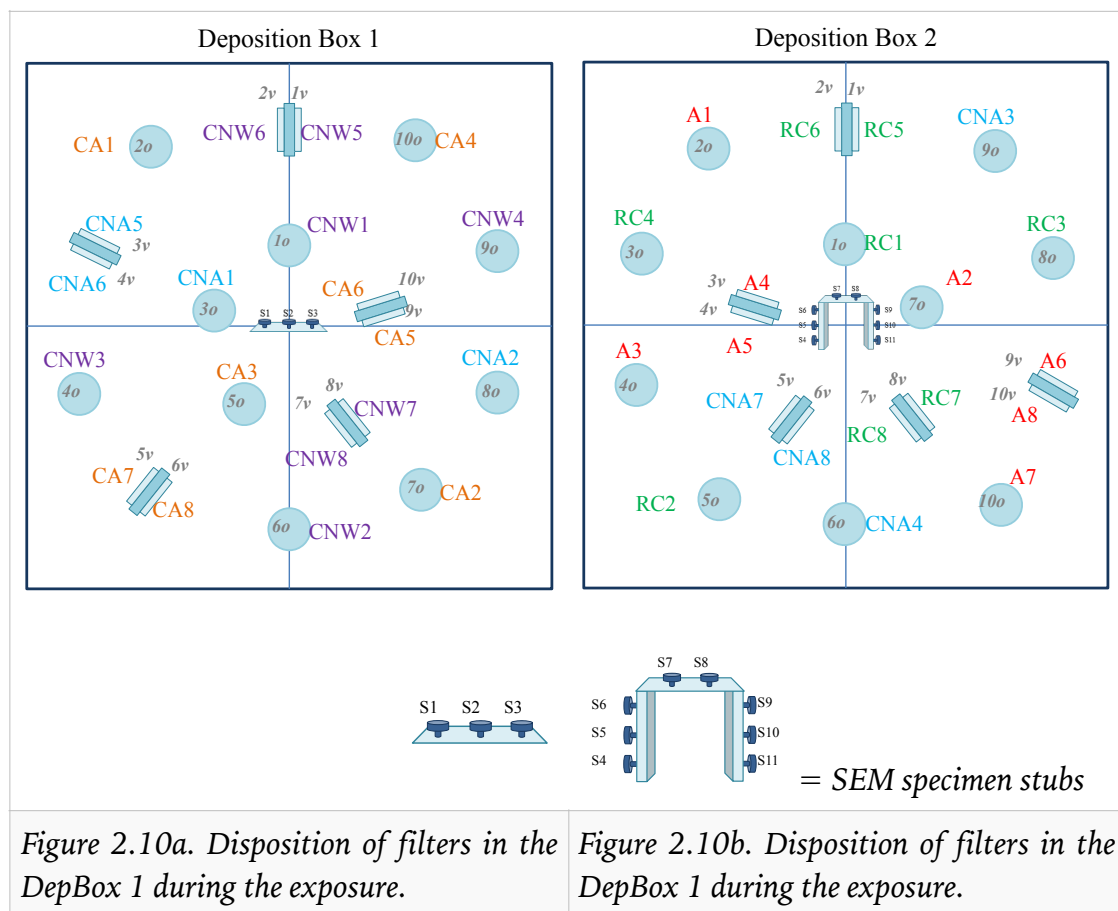 Deposition Box 1
Deposition Box 2
2v 1v
CNW6 CNW5
CA1 2o
10o CA4
CNA5
3v
CNA6 4v
CNW1
1o
CNW4
9o
CNA1
3o
CA6 10v
9v
CA5
S1 S2 S3
CNW3
4o
CA3
5o
CNA2
8o
8v
7v CNW7
CNW8
5v 6v
CA7
CA8
7o CA2
6o CNW2
2v 1v
RC6 RC5
A1
2o
CNA3
9o
RC4
3o
RC1
1o
RC3
8o
3v A4
4v
A5
S7 S8
S6 S9
S5 S10
S4 S11
A2
7o
A3
4o
9v A6
10v A8
5v 6v
CNA7
CNA8
8v
7v RC7
RC8
RC2 5o
6o CNA4
A7
10o
S1 S2 S3
S7 S8
S6 S9
S5 S10
S4 S11
= SEM specimen stubs
Figure 2.10a. Disposition of filters in the
DepBox 1 during the exposure.
Figure 2.10b. Disposition of filters in the
DepBox 1 during the exposure.